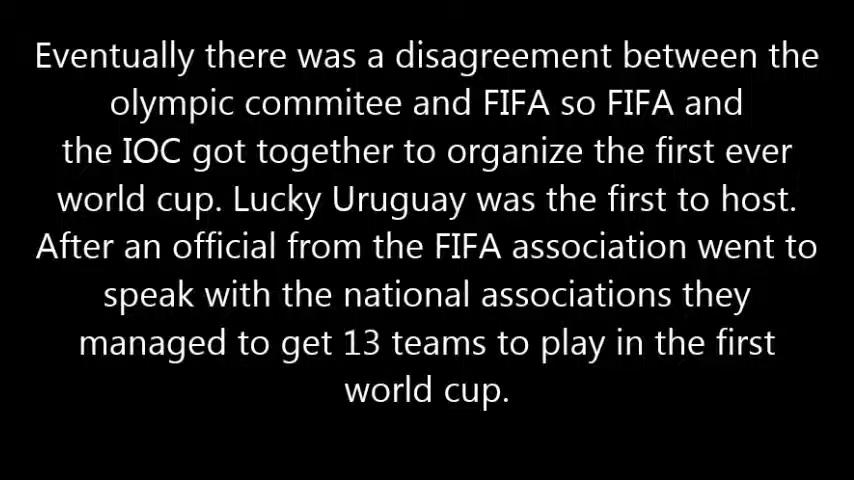 Eventually there was a disagreement between the
olympic commitee and FIFA so FIFA and
the IOC got together to organize the first ever
world cup. Lucky Uruguay was the first to host.
After an official from the FIFA association went to
speak with the national associations they
managed to get 13 teams to play in the first
world cup.